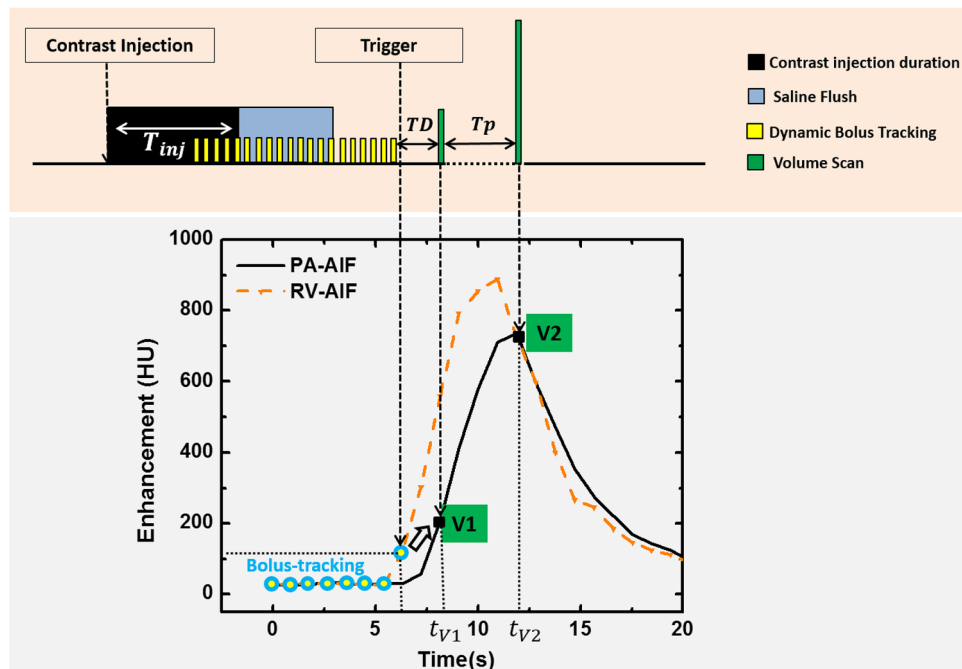 Contrast Injection
Trigger
Contrast injection duration
Saline Flush
Dynamic Bolus Tracking
Volume Scan
T_inj
TD
Tp
1000
800
600
400
200
0
Enhancement (HU)
PA-AIF
RV-AIF
V2
V1
Bolus-tracking
0
5
t_V1
10
t_V2
15
20
Time(s)